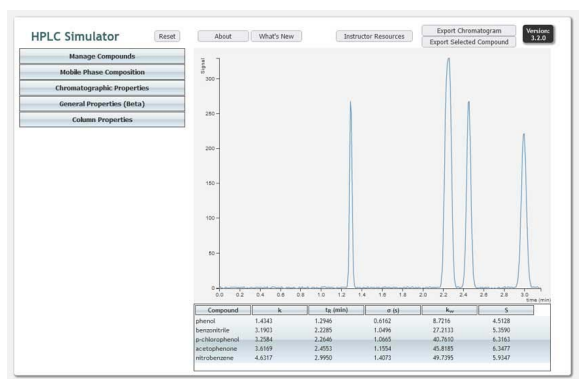 HPLC Simulator
Reset
About
What's New
Instructor Resources
Export Chromatogram
Export Selected Compound
Version:
3.2.0
Manage Compounds
Mobile Phase Composition
Chromatographic Properties
General Properties (Beta)
Column Properties
Signal
300
250
200
150
100
50
0
0.0 0.2 0.4 0.6 0.8 1.0 1.2 1.4 1.6 1.8 2.0 2.2 2.4 2.6 2.8 3.0
time (min)
Compound k tR (min) σ (s) kw S
phenol 1.4343 1.2946 0.6162 8.7216 4.5128
benzonitrile 3.1903 2.2285 1.0496 27.2133 5.3590
p-chlorophenol 3.2584 2.2646 1.0665 40.7610 6.3163
acetophenone 3.6169 2.4553 1.1554 45.8185 6.3477
nitrobenzene 4.6317 2.9950 1.4073 49.7395 5.9347